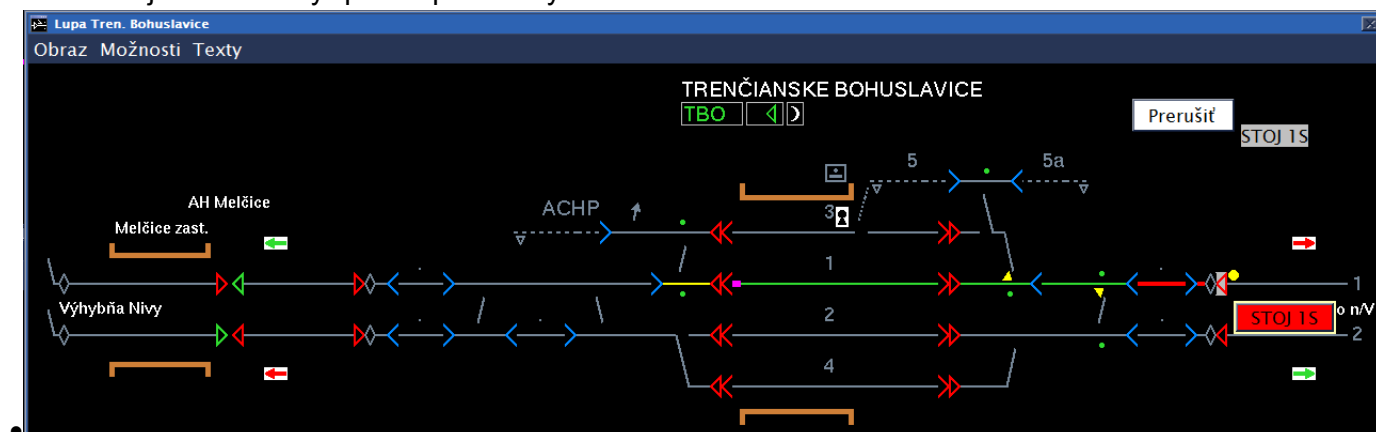 Lupa Tren. Bohuslavice
Obraz Možnosti Texty
TRENČIANSKE BOHUSLAVICE
TBO
Prerušiť
STOJ 1S
5 5a
AH Melčice
ACHP
3
Melčice zast.
1
1
Výhybňa Nivy
2
STOJ 1S
o n/V
2
4